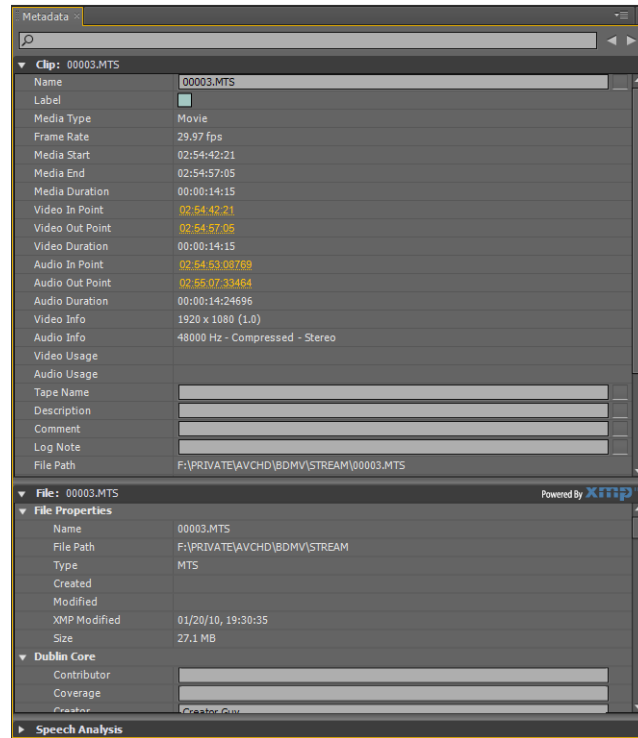 Metadata ×
Clip: 00003.MTS
Name 00003.MTS
Label
Media Type Movie
Frame Rate 29.97 fps
Media Start 02:54:42:21
Media End 02:54:57:05
Media Duration 00:00:14:15
Video In Point 02:54:42:21
Video Out Point 02:54:57:05
Video Duration 00:00:14:15
Audio In Point 02:54:53:08769
Audio Out Point 02:55:07:33464
Audio Duration 00:00:14:24696
Video Info 1920 x 1080 (1.0)
Audio Info 48000 Hz - Compressed - Stereo
Video Usage
Audio Usage
Tape Name
Description
Comment
Log Note
File Path F:\PRIVATE\AVCHD\BDMV\STREAM\00003.MTS
File: 00003.MTS Powered By xmp
File Properties
Name 00003.MTS
File Path F:\PRIVATE\AVCHD\BDMV\STREAM
Type MTS
Created
Modified
XMP Modified 01/20/10, 19:30:35
Size 27.1 MB
Dublin Core
Contributor
Coverage
Creator Creator Guy
Speech Analysis